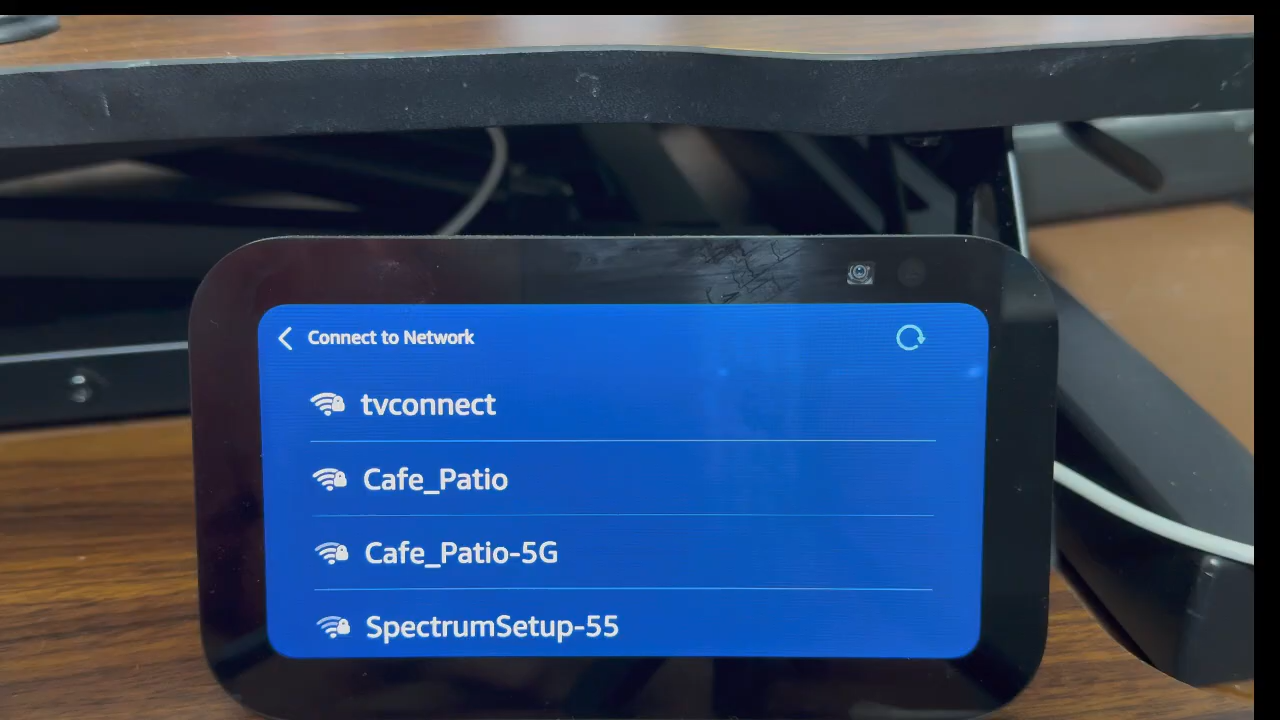 Connect to Network
tvconnect
Cafe_Patio
Cafe_Patio-5G
SpectrumSetup-55